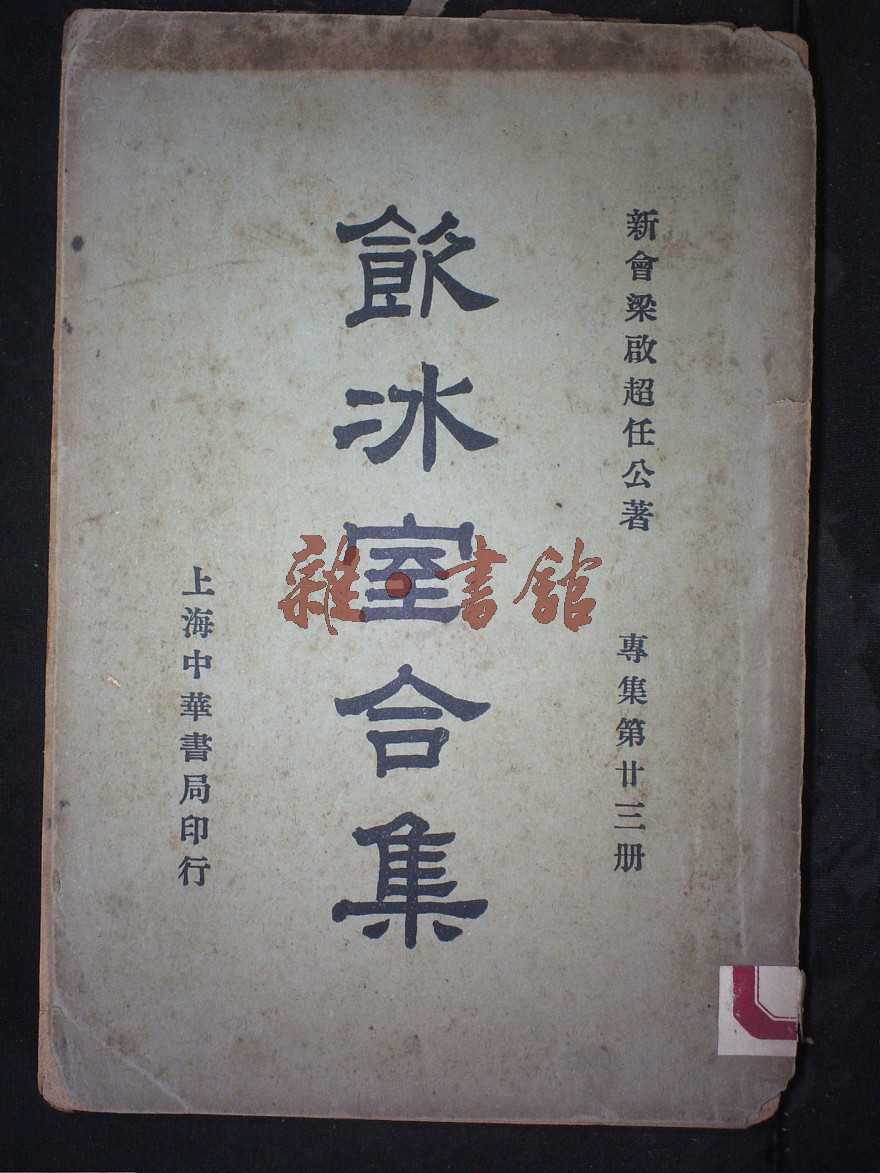 新會梁啟超任公著
專集第廿三册
飲冰室合集
上海中華書局印行
雜·書館